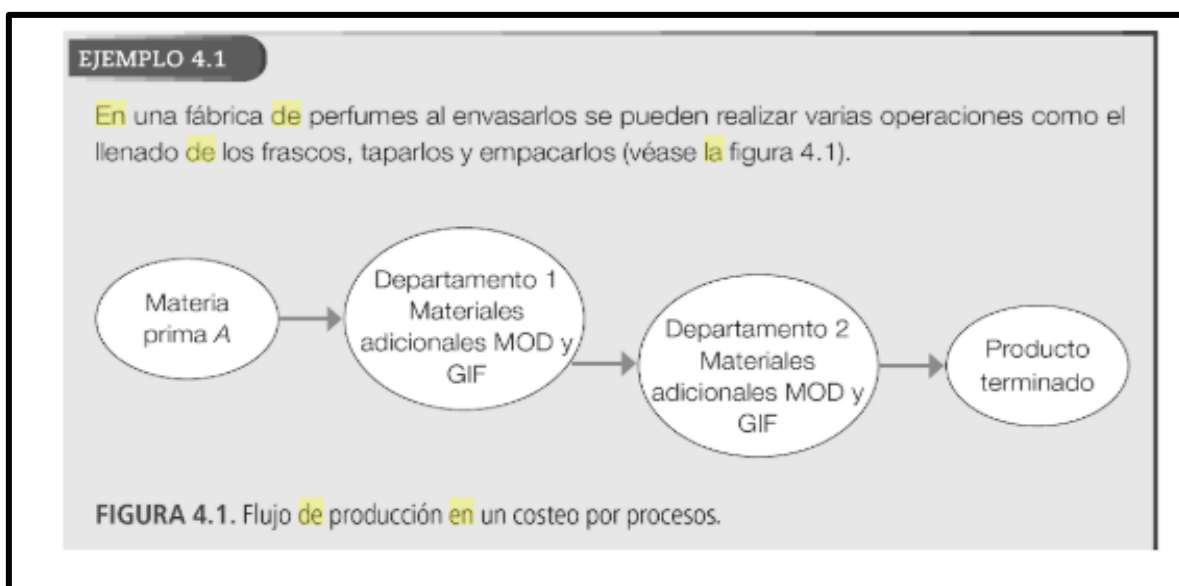 EJEMPLO 4.1
En una fábrica de perfumes al envasarlos se pueden realizar varias operaciones como el
llenado de los frascos, taparlos y empacarlos (véase la figura 4.1).
Materia
prima A
Departamento 1
Materiales
adicionales MOD y
GIF
Departamento 2
Materiales
adicionales MOD y
GIF
Producto
terminado
FIGURA 4.1. Flujo de producción en un costeo por procesos.